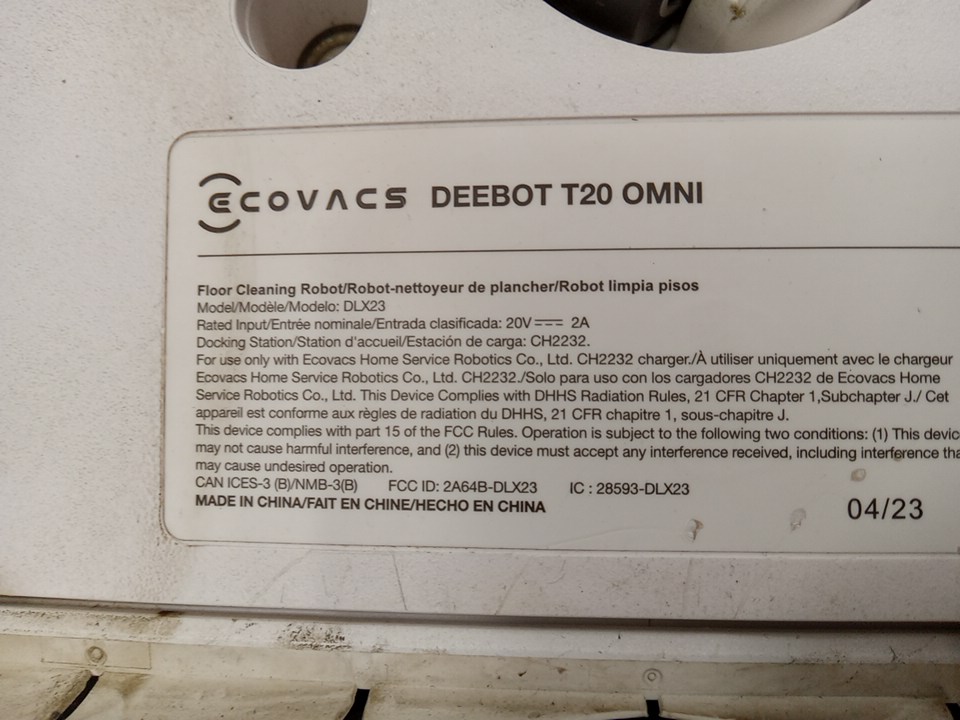 ECOVACS DEEBOT T20 OMNI
Floor Cleaning Robot/Robot-nettoyeur de plancher/Robot limpia pisos
Model/Modèle/Modelo: DLX23
Rated Input/Entrée nominale/Entrada clasificada: 20V⎓ 2A
Docking Station/Station d'accueil/Estación de carga: CH2232.
For use only with Ecovacs Home Service Robotics Co., Ltd. CH2232 charger./À utiliser uniquement avec le chargeur
Ecovacs Home Service Robotics Co., Ltd. CH2232./Solo para uso con los cargadores CH2232 de Ecovacs Home
Service Robotics Co., Ltd. This Device Complies with DHHS Radiation Rules, 21 CFR Chapter 1,Subchapter J./ Cet
appareil est conforme aux règles de radiation du DHHS, 21 CFR chapitre 1, sous-chapitre J.
This device complies with part 15 of the FCC Rules. Operation is subject to the following two conditions: (1) This devic
may not cause harmful interference, and (2) this device must accept any interference received, including interference tha
may cause undesired operation.
CAN ICES-3 (B)/NMB-3(B) FCC ID: 2A64B-DLX23 IC : 28593-DLX23
MADE IN CHINA/FAIT EN CHINE/HECHO EN CHINA
04/23